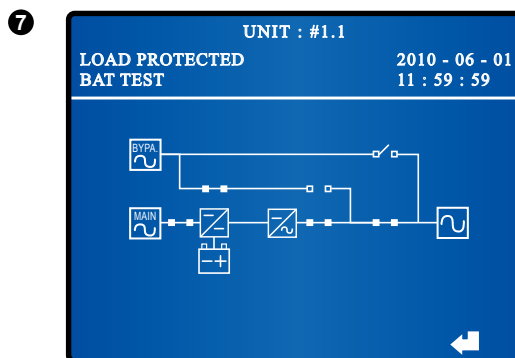 7
UNIT : #1.1
LOAD PROTECTED
2010 - 06 - 01
BAT TEST
11 : 59 : 59
BYPA.
MAIN